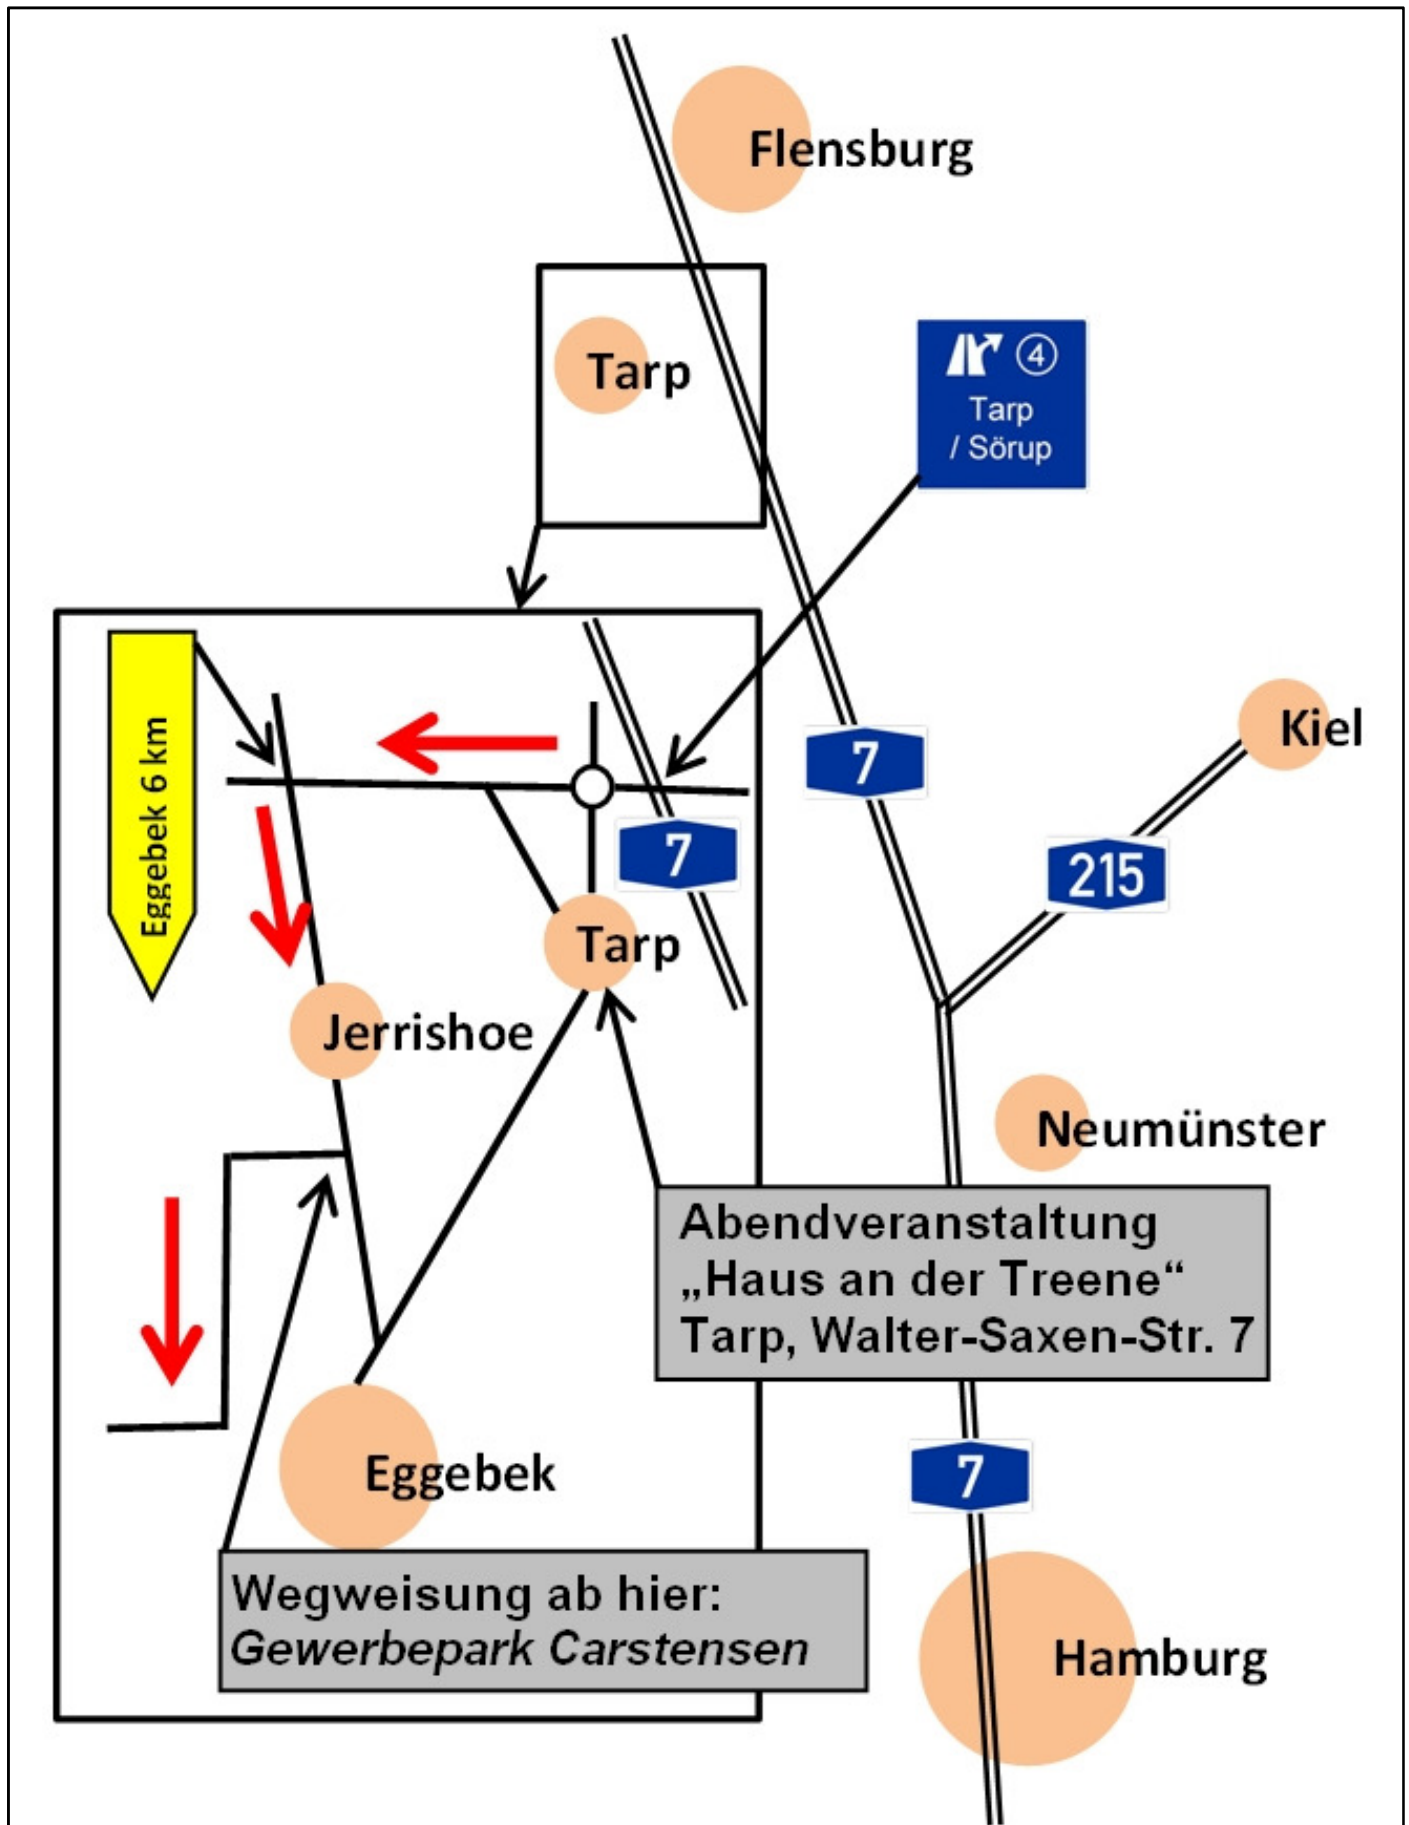 Flensburg
Tarp
4
Tarp
/ Sörup
Eggebek 6 km
7
7
Kiel
215
Tarp
Jerrishoe
Neumünster
Abendveranstaltung
„Haus an der Treene“
Tarp, Walter-Saxen-Str. 7
Eggebek
7
Wegweisung ab hier:
Gewerbepark Carstensen
Hamburg